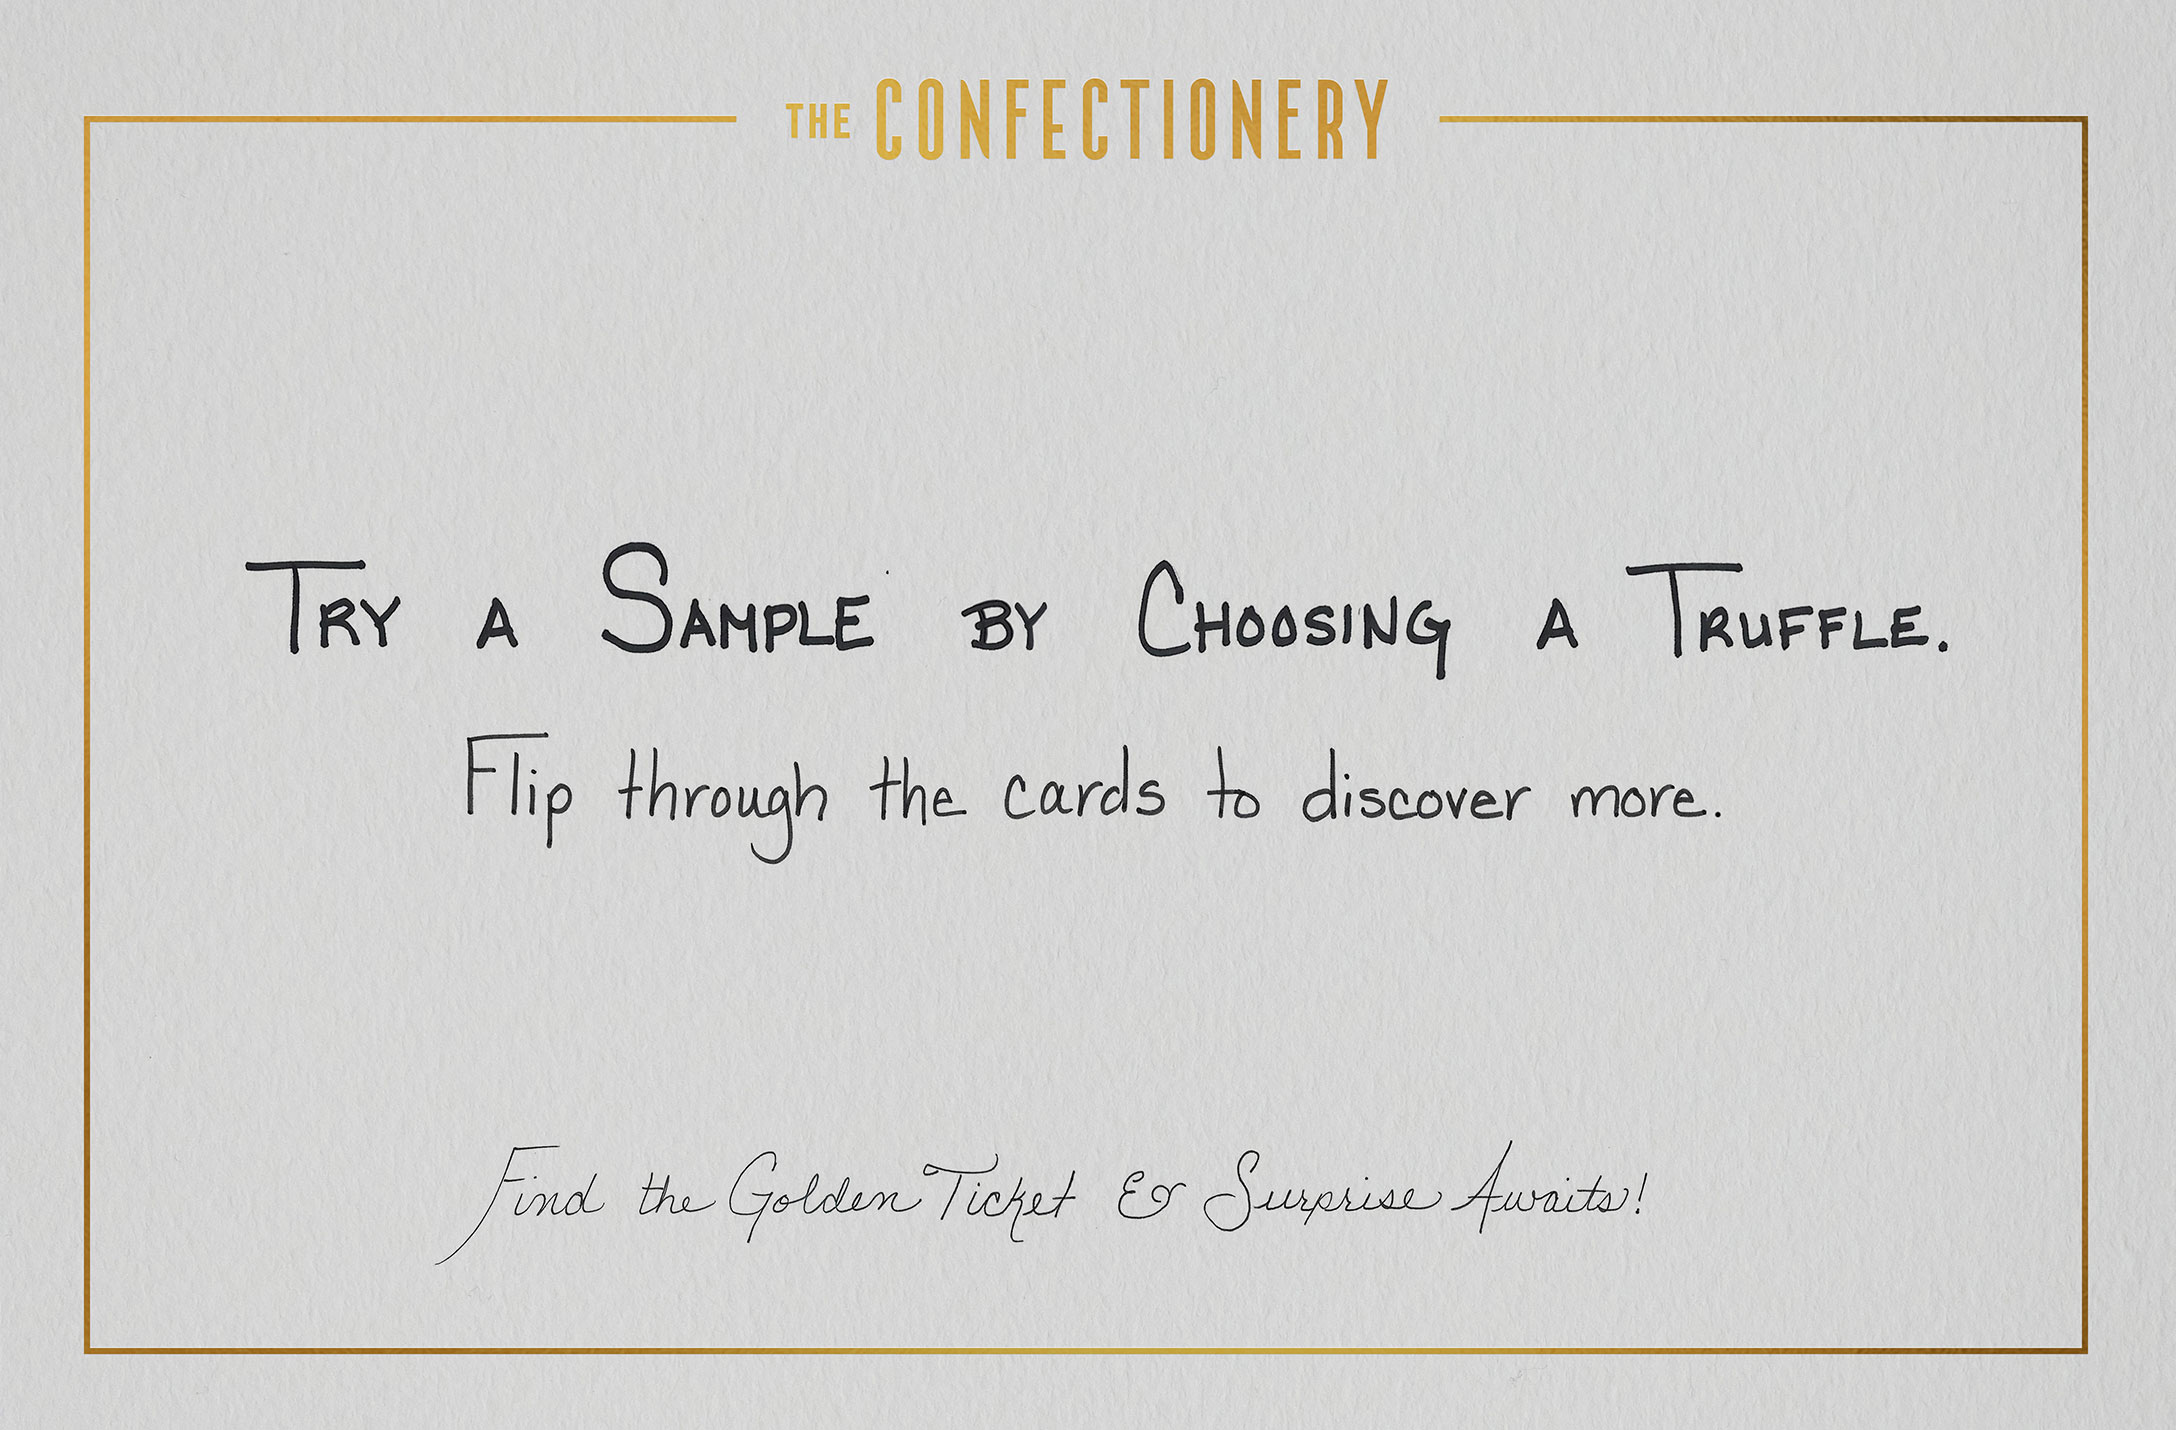 THE CONFECTIONERY
TRY A SAMPLE BY CHOOSING A TRUFFLE.
Flip through the cards to discover more.
Find the Golden Ticket & Surprise Awaits!